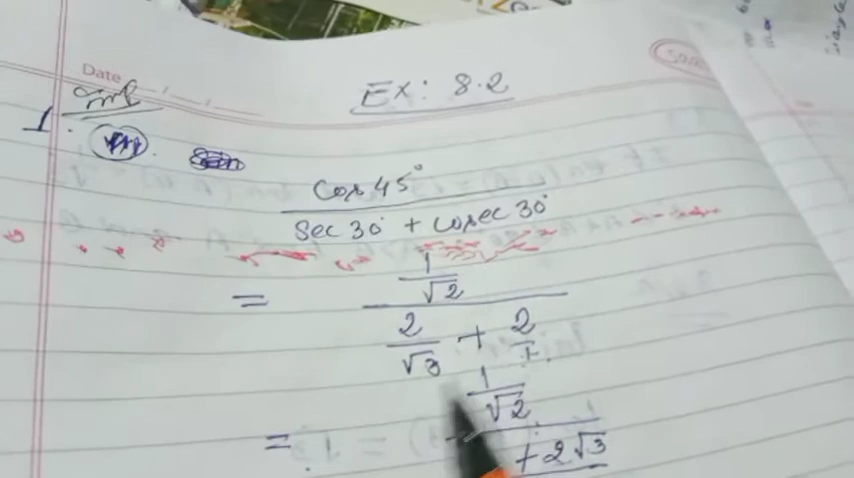 Date
Ex: 8.2
1.
cos 45°
sec 30° + cosec 30°
= 1
√2
2 + 2
√3 1
1
√2
=
+ 2√3